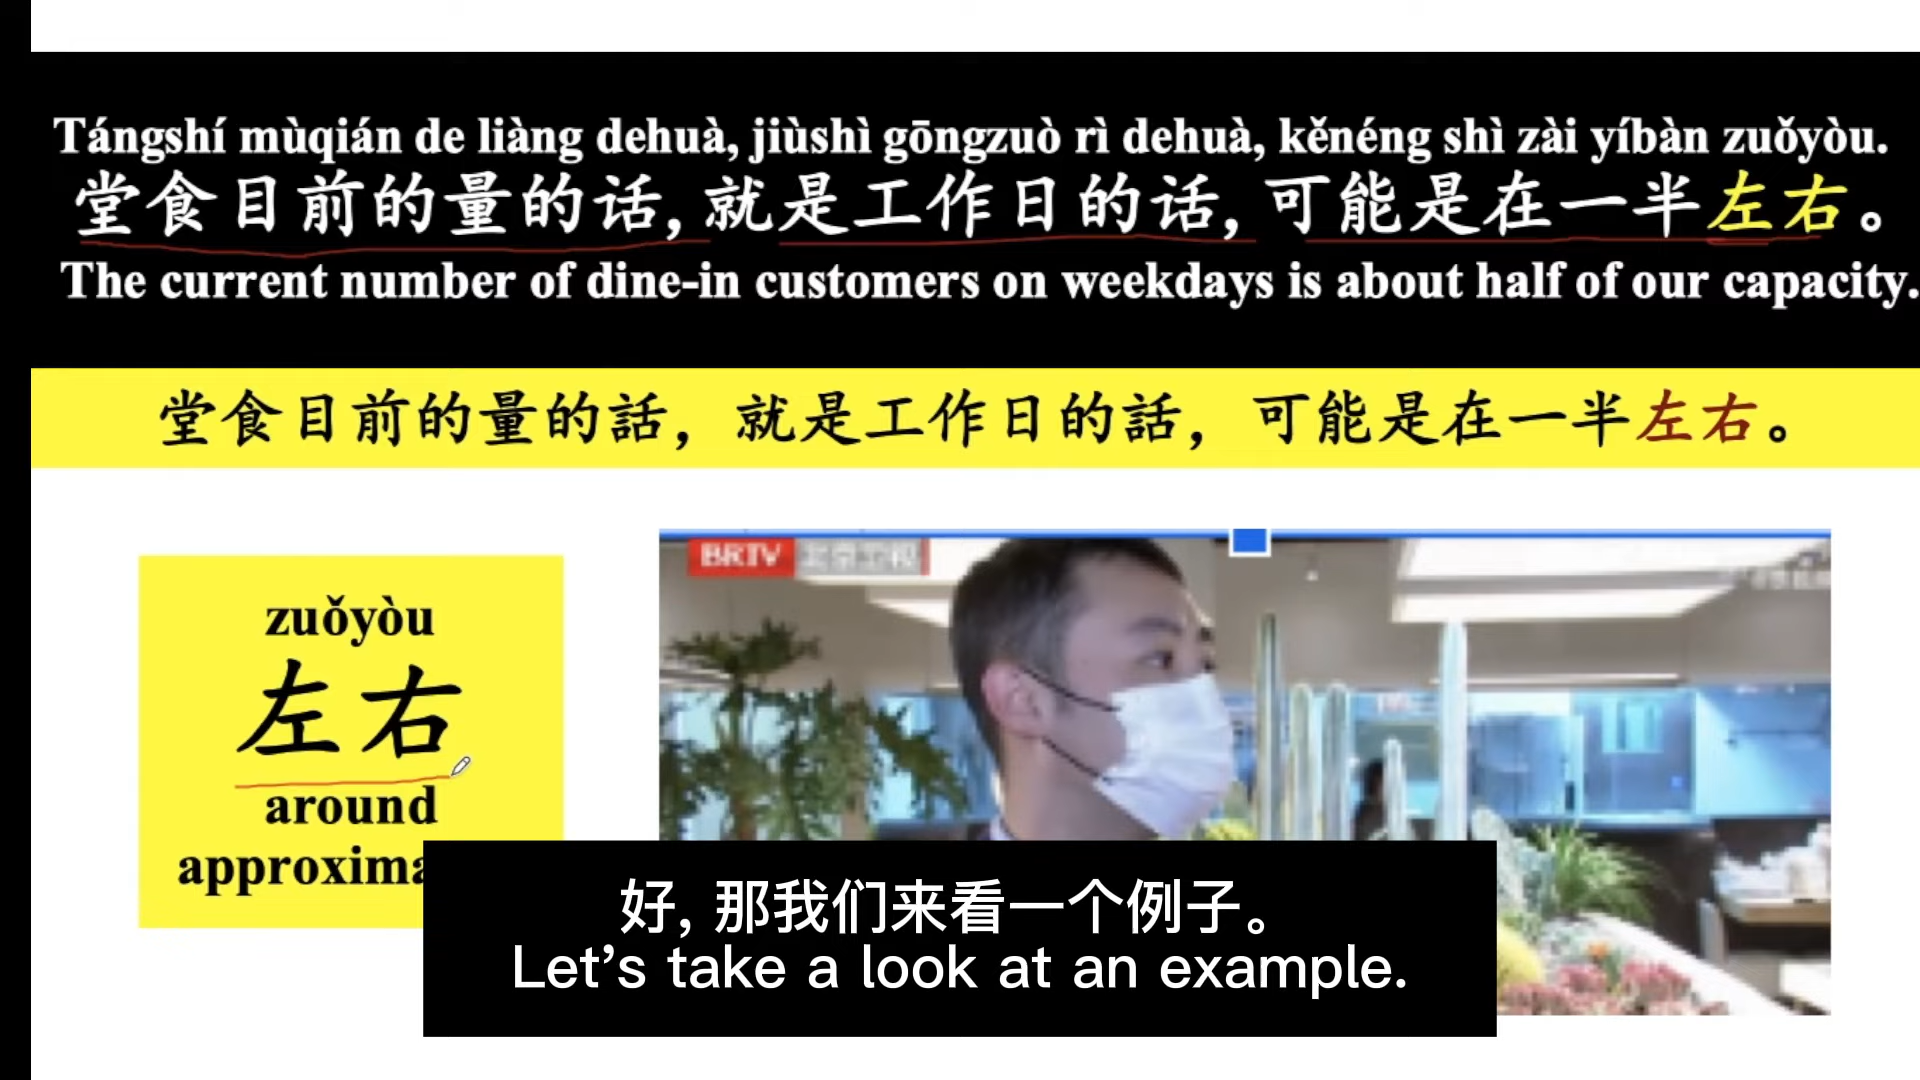 Tángshí mùqián de liàng dehuà, jiùshì gōngzuò rì dehuà, kěnéng shì zài yíbàn zuǒyòu.
堂食目前的量的话, 就是工作日的话, 可能是在一半左右。
The current number of dine-in customers on weekdays is about half of our capacity.
堂食目前的量的話，就是工作日的話，可能是在一半左右。
zuǒyòu
左右
around
approxima
BRTV 北京卫视
好, 那我们来看一个例子。
Let's take a look at an example.